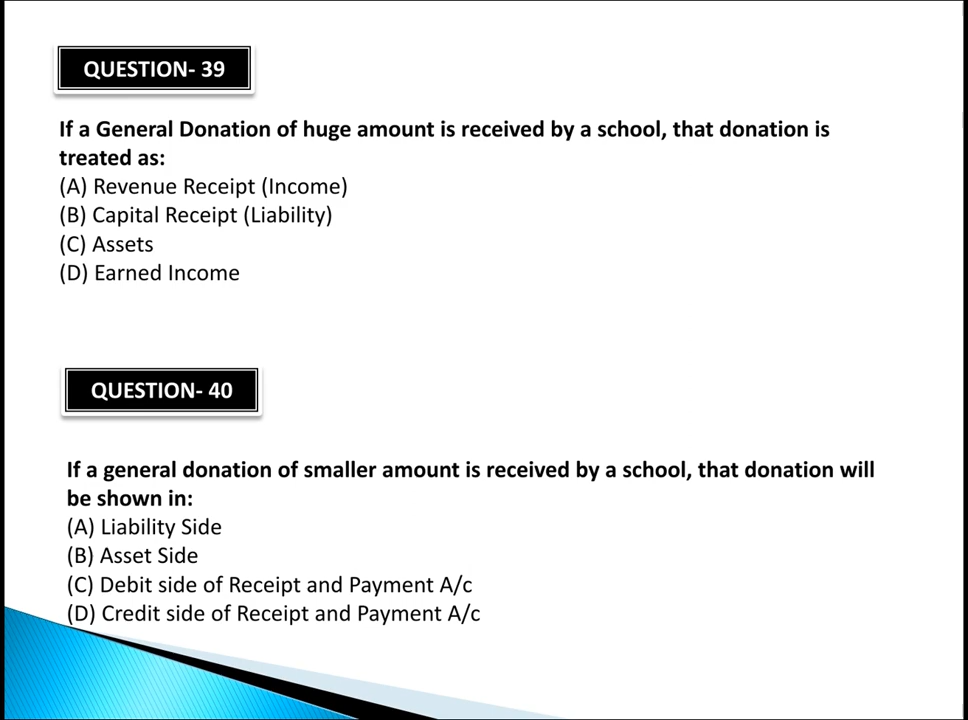 QUESTION- 39
If a General Donation of huge amount is received by a school, that donation is
treated as:
(A) Revenue Receipt (Income)
(B) Capital Receipt (Liability)
(C) Assets
(D) Earned Income
QUESTION- 40
If a general donation of smaller amount is received by a school, that donation will
be shown in:
(A) Liability Side
(B) Asset Side
(C) Debit side of Receipt and Payment A/c
(D) Credit side of Receipt and Payment A/c